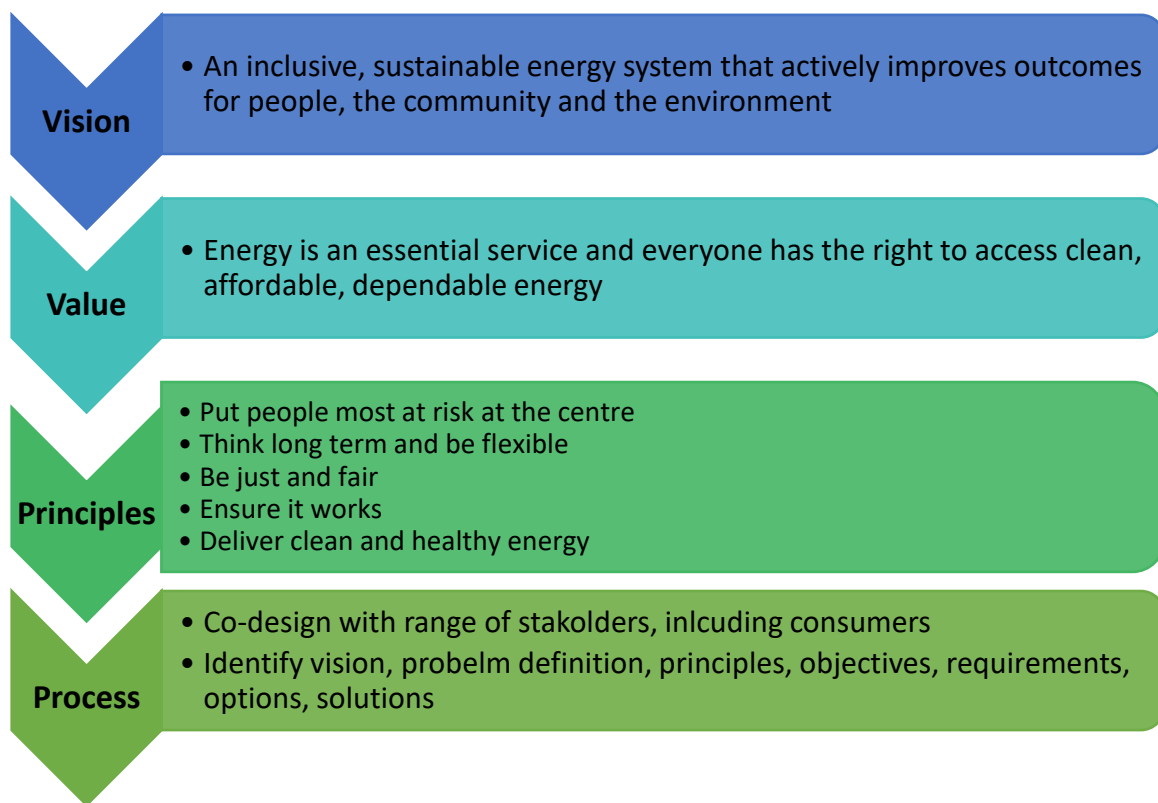 Vision
• An inclusive, sustainable energy system that actively improves outcomes
for people, the community and the environment
Value
• Energy is an essential service and everyone has the right to access clean,
affordable, dependable energy
Principles
• Put people most at risk at the centre
• Think long term and be flexible
• Be just and fair
• Ensure it works
• Deliver clean and healthy energy
Process
• Co-design with range of stakolders, inlcuding consumers
• Identify vision, probelm definition, principles, objectives, requirements,
options, solutions